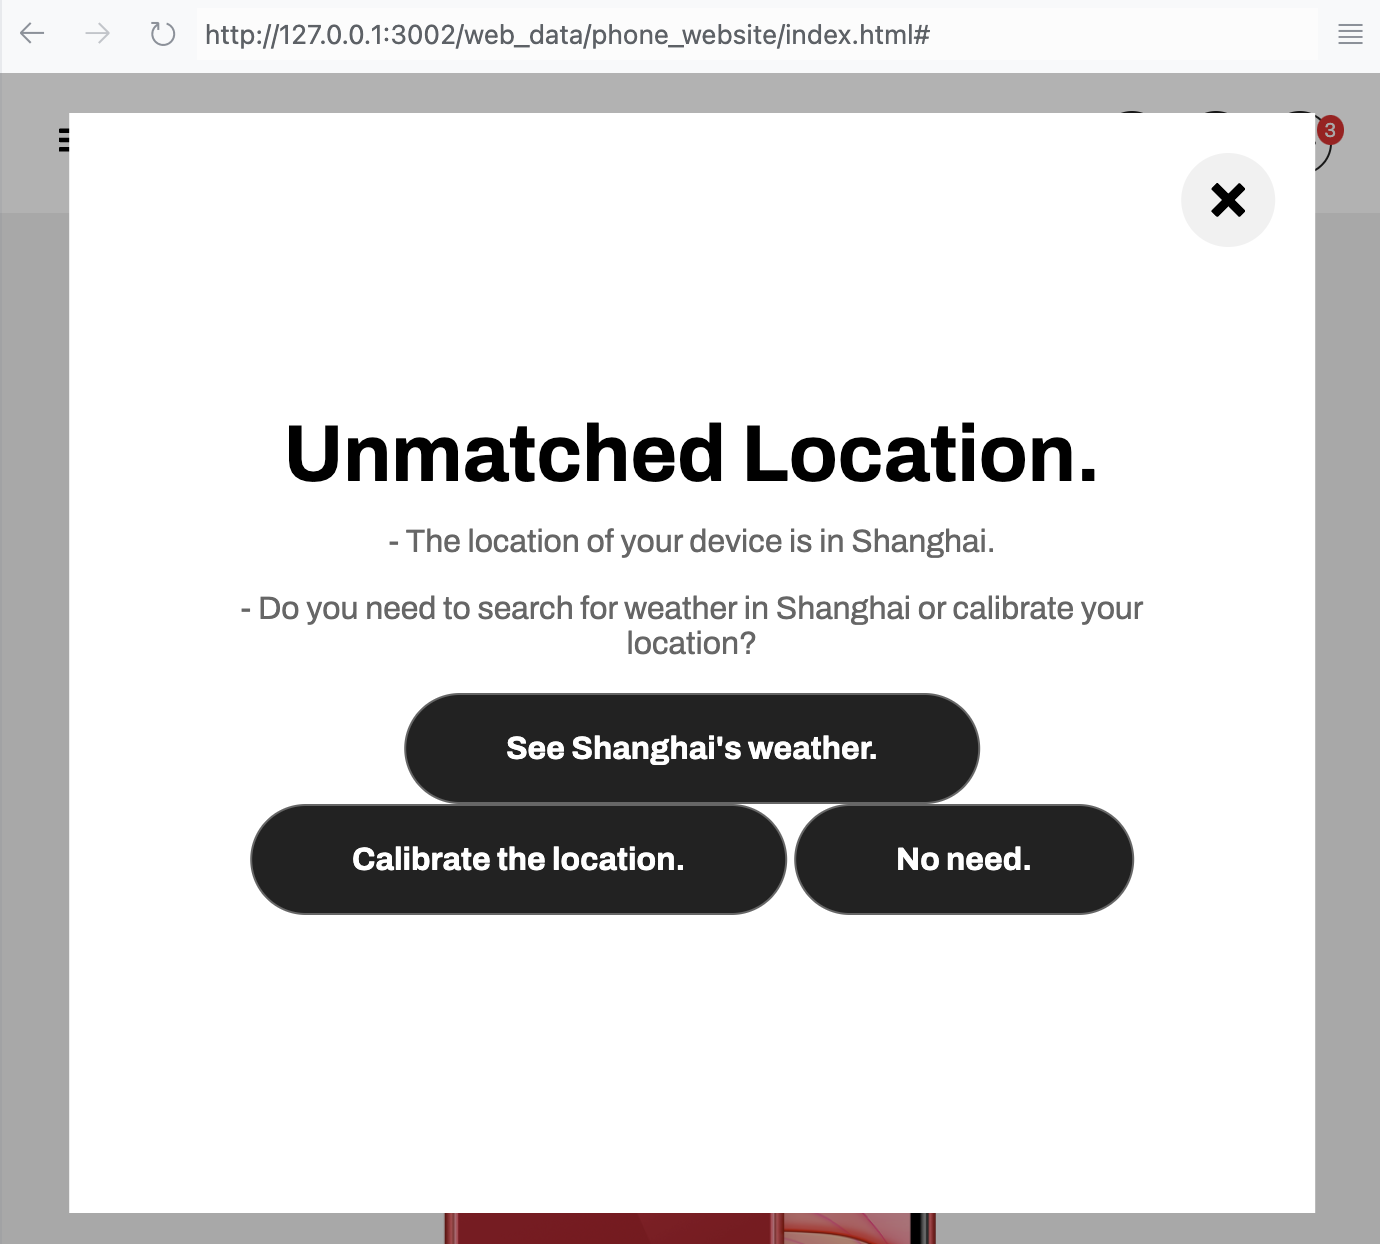 http://127.0.0.1:3002/web_data/phone_website/index.html#
3
Unmatched Location.
- The location of your device is in Shanghai.
- Do you need to search for weather in Shanghai or calibrate your
location?
See Shanghai's weather.
Calibrate the location.
No need.